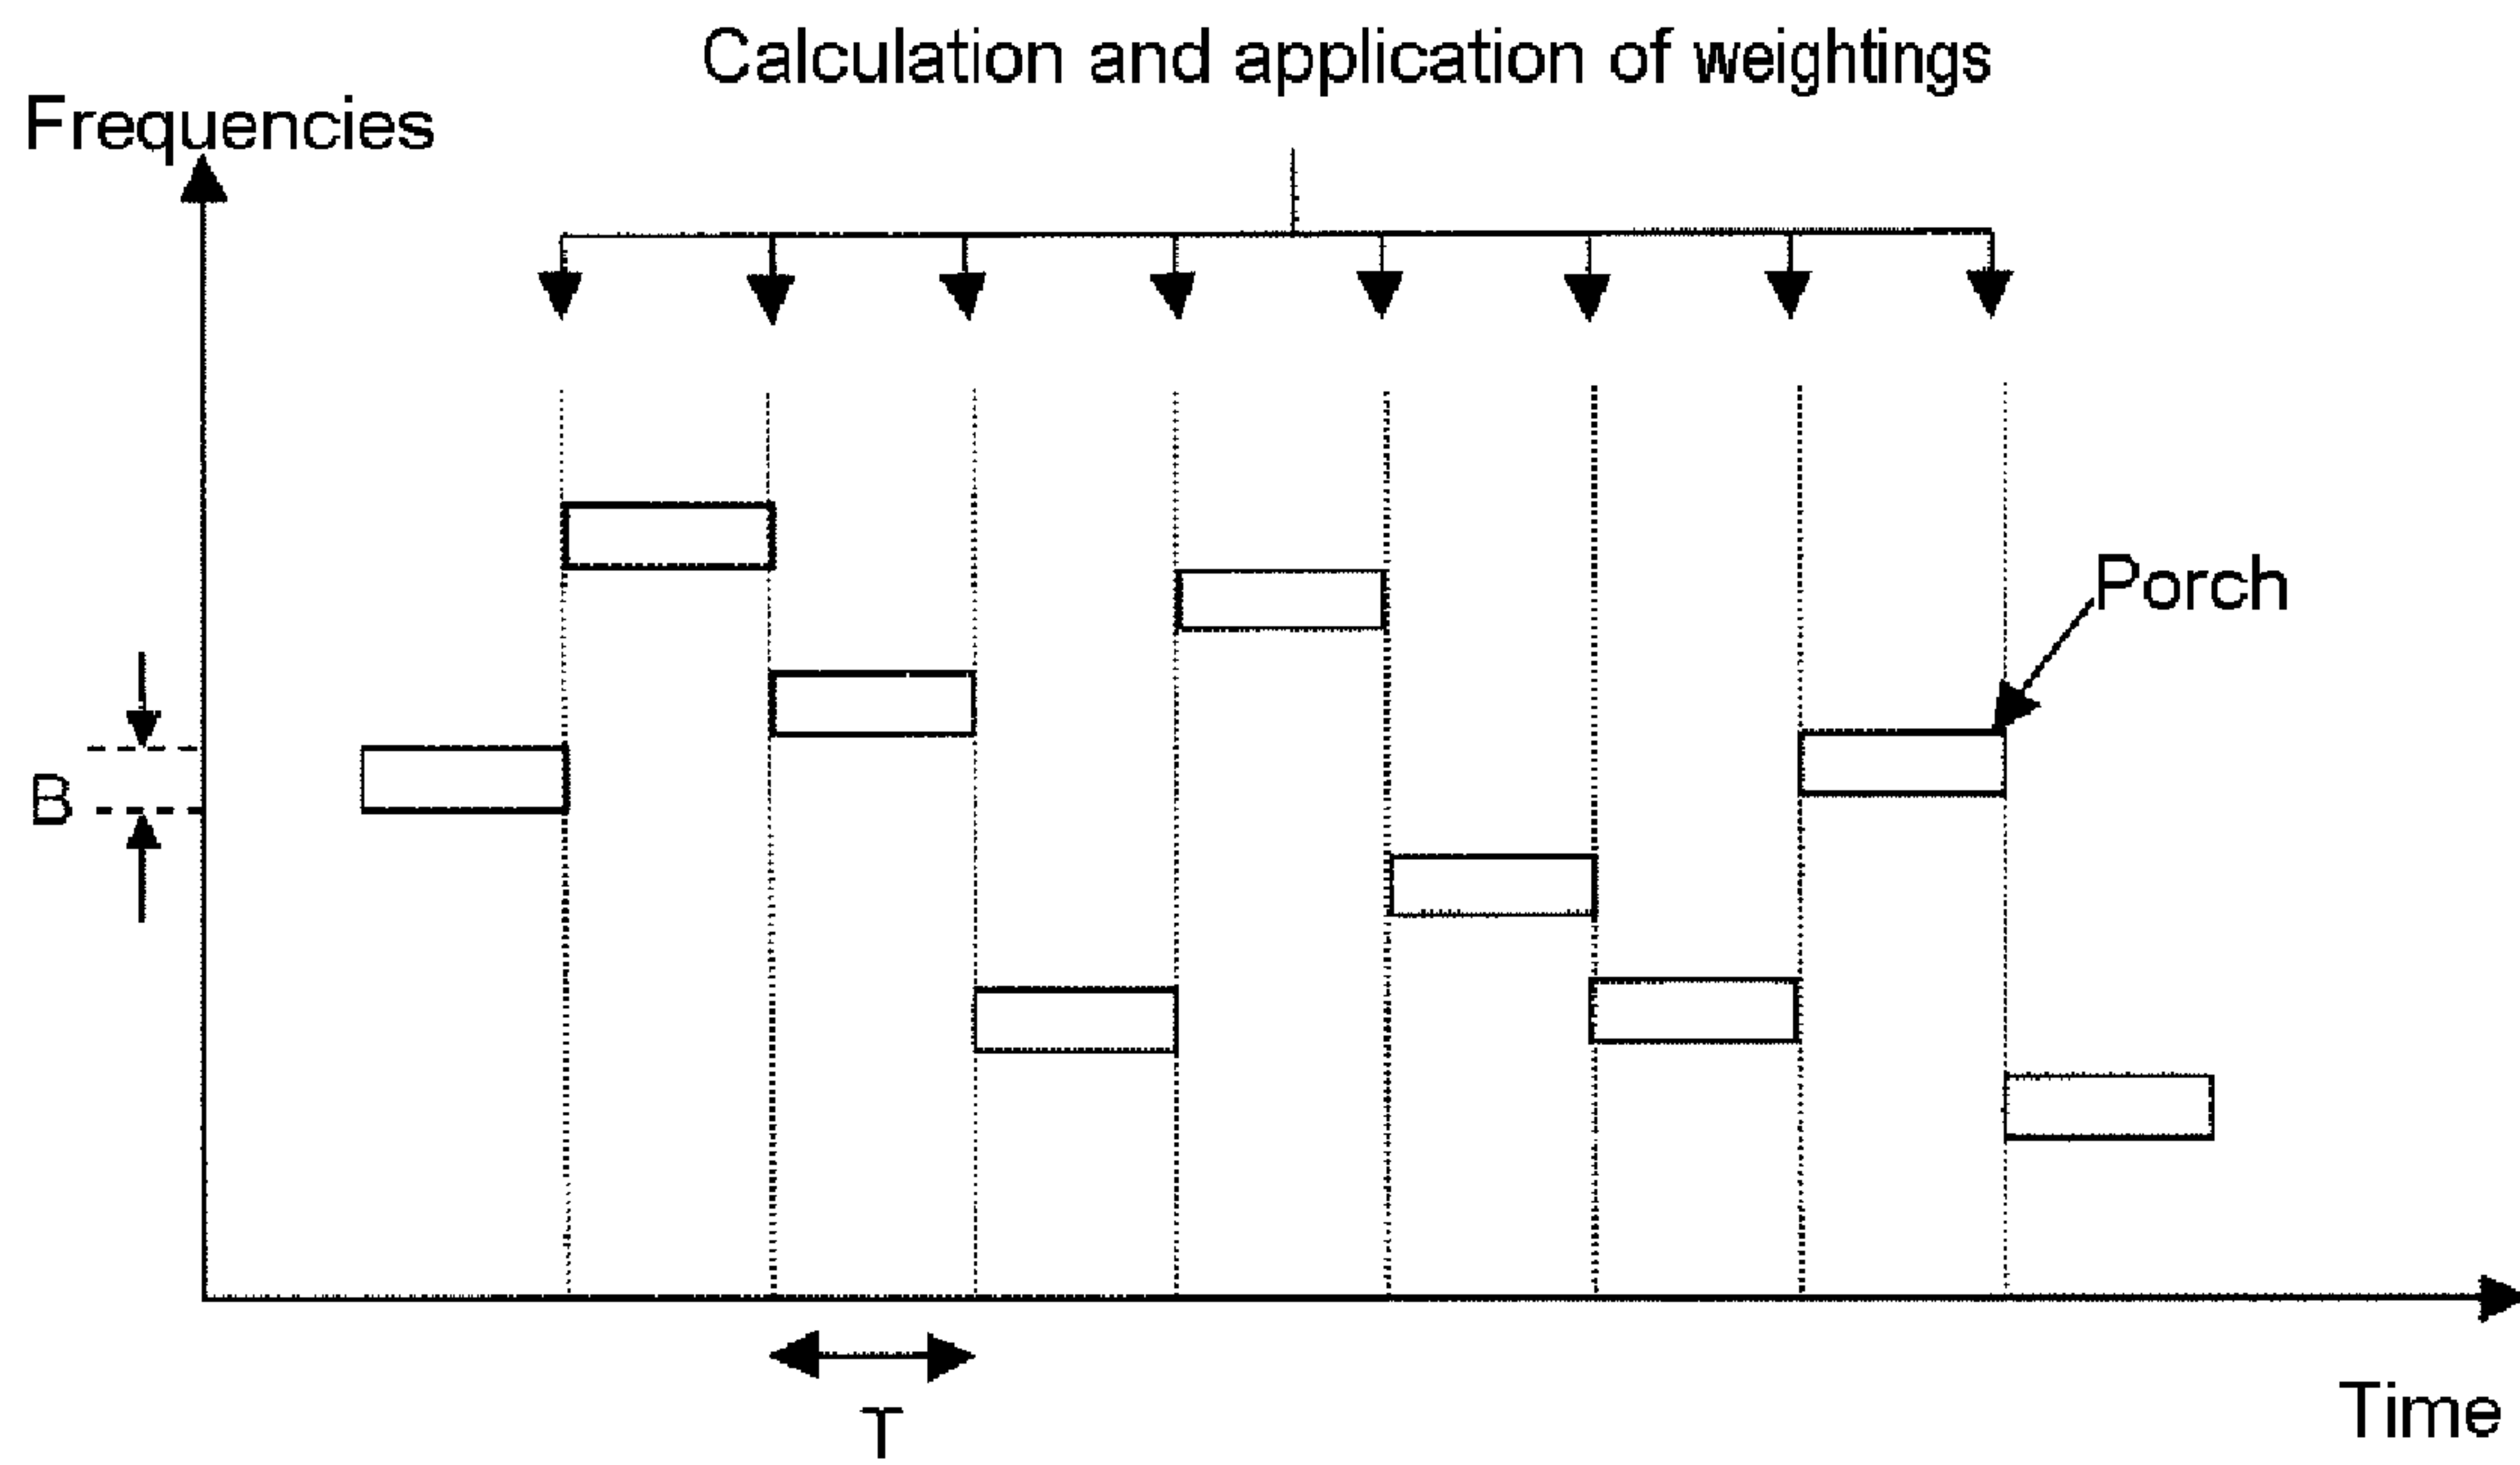 Calculation and application of weightings
Frequencies
Porch
B
T
Time